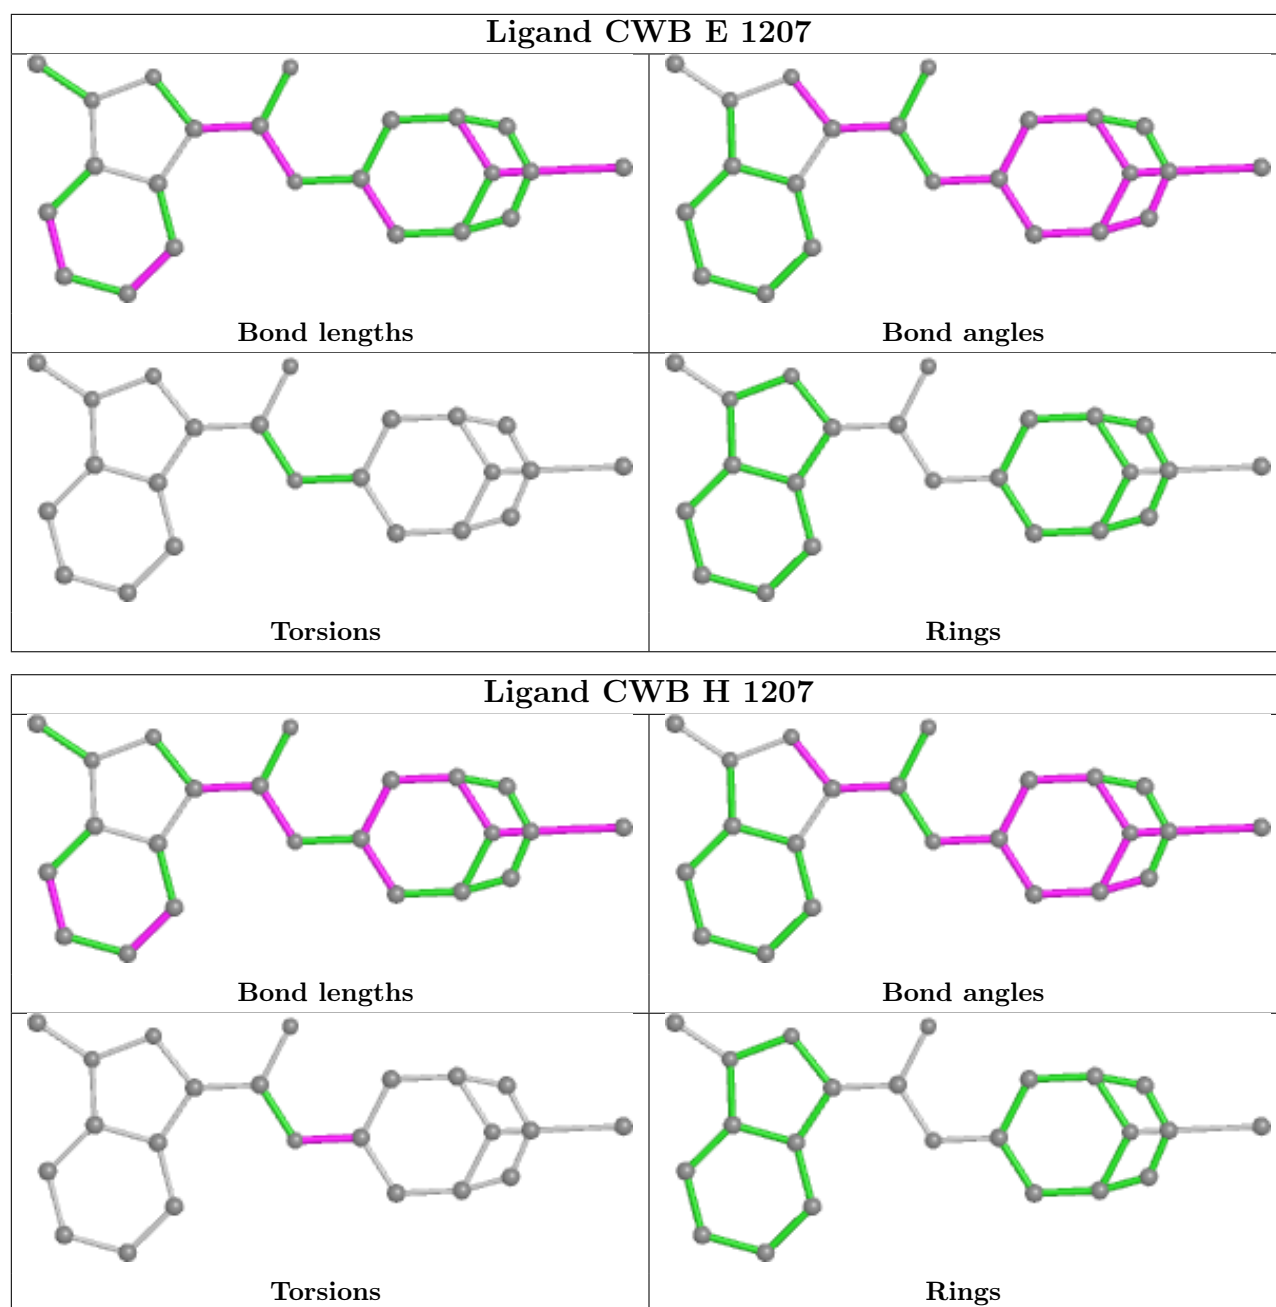 Ligand CWB E 1207
Bond lengths
Bond angles
Torsions
Rings
Ligand CWB H 1207
Bond lengths
Bond angles
Torsions
Rings